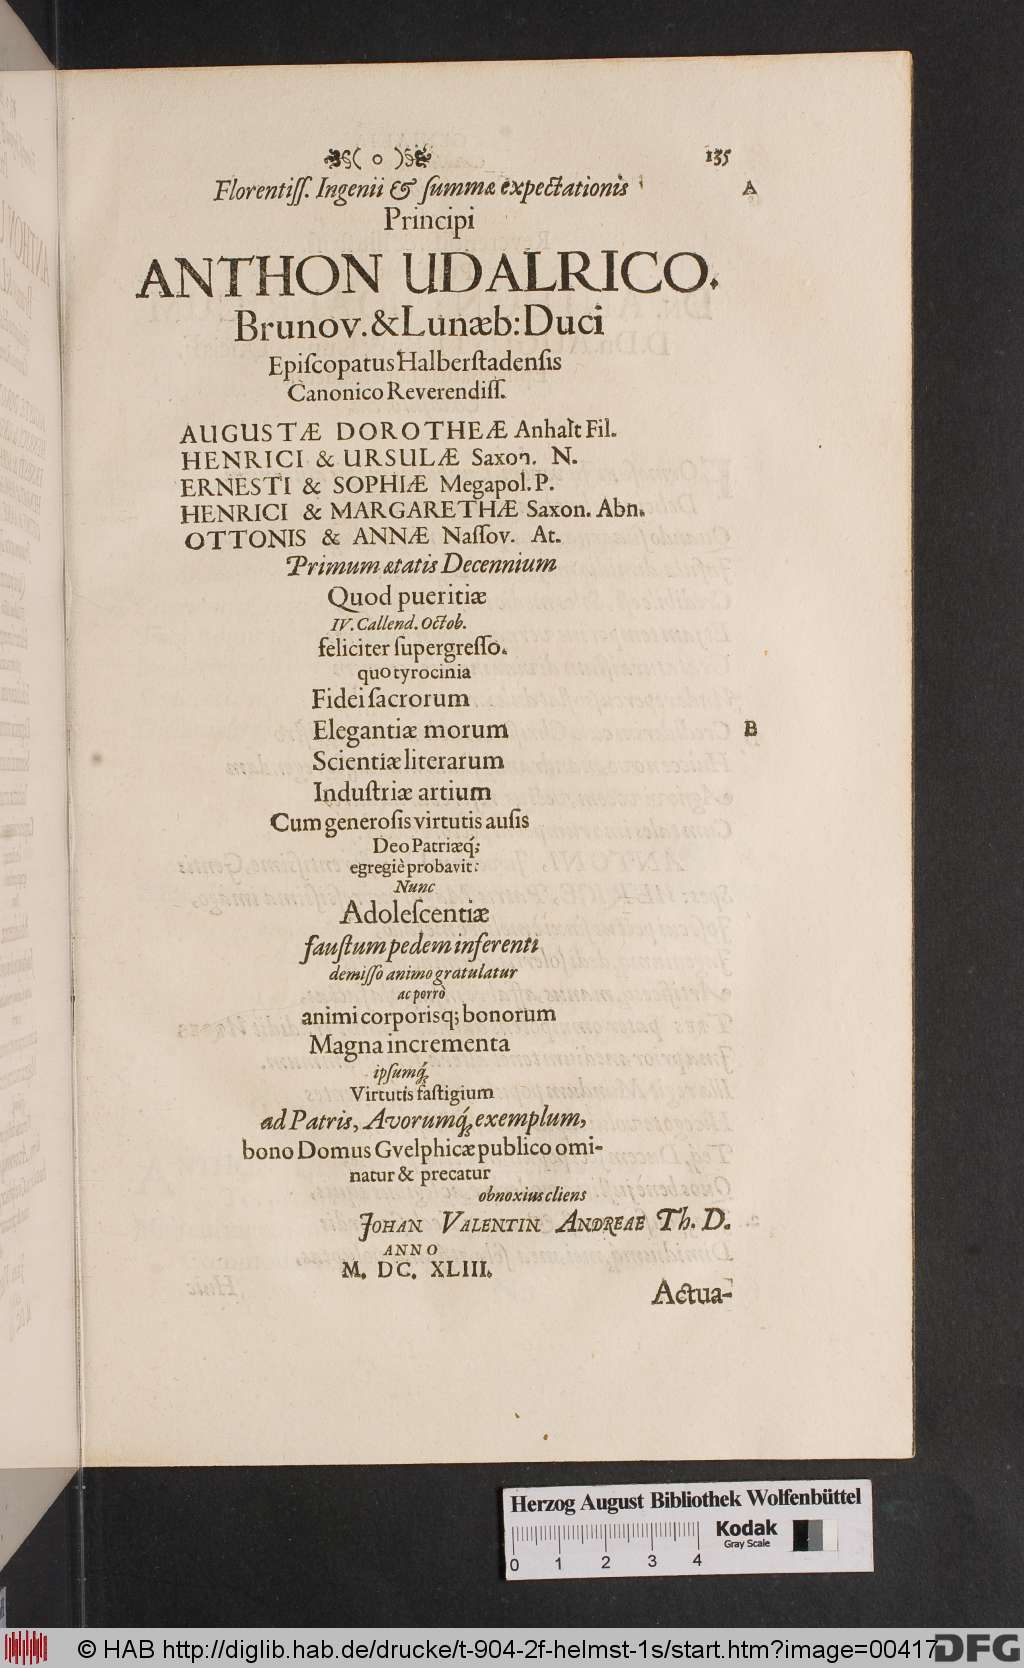 §( o )§ 135
Florentiſſ. Ingenii & ſummæ expectationis A
Principi
ANTHON UDALRICO.
Brunov. & Lunæb: Duci
Epiſcopatus Halberſtadenſis
Canonico Reverendiſſ.
AUGUSTÆ DOROTHEÆ Anhalt Fil.
HENRICI & URSULÆ Saxon. N.
ERNESTI & SOPHIÆ Megapol. P.
HENRICI & MARGARETHÆ Saxon. Abn.
OTTONIS & ANNÆ Naſſov. At.
Primum ætatis Decennium
Quod pueritiæ
IV. Callend. Octob.
feliciter ſupergreſſo.
quo tyrocinia
Fidei ſacrorum
Elegantiæ morum B
Scientiæ literarum
Induſtriæ artium
Cum generoſis virtutis auſis
Deo Patriæq́;
egregiè probavit:
Nunc
Adoleſcentiæ
fauſtum pedem inferenti
demiſſo animo gratulatur
ac porrò
animi corporisq; bonorum
Magna incrementa
ipſumq́;
Virtutis faſtigium
ad Patris, Avorumq́; exemplum,
bono Domus Gvelphicæ publico omi-
natur & precatur
obnoxius cliens
JOHAN VALENTIN ANDREAE Th. D.
ANNO
M. DC. XLIII.
Actua-
Herzog August Bibliothek Wolfenbüttel
Kodak
Gray Scale
0 1 2 3 4
© HAB http://diglib.hab.de/drucke/t-904-2f-helmst-1s/start.htm?image=00417
DFG